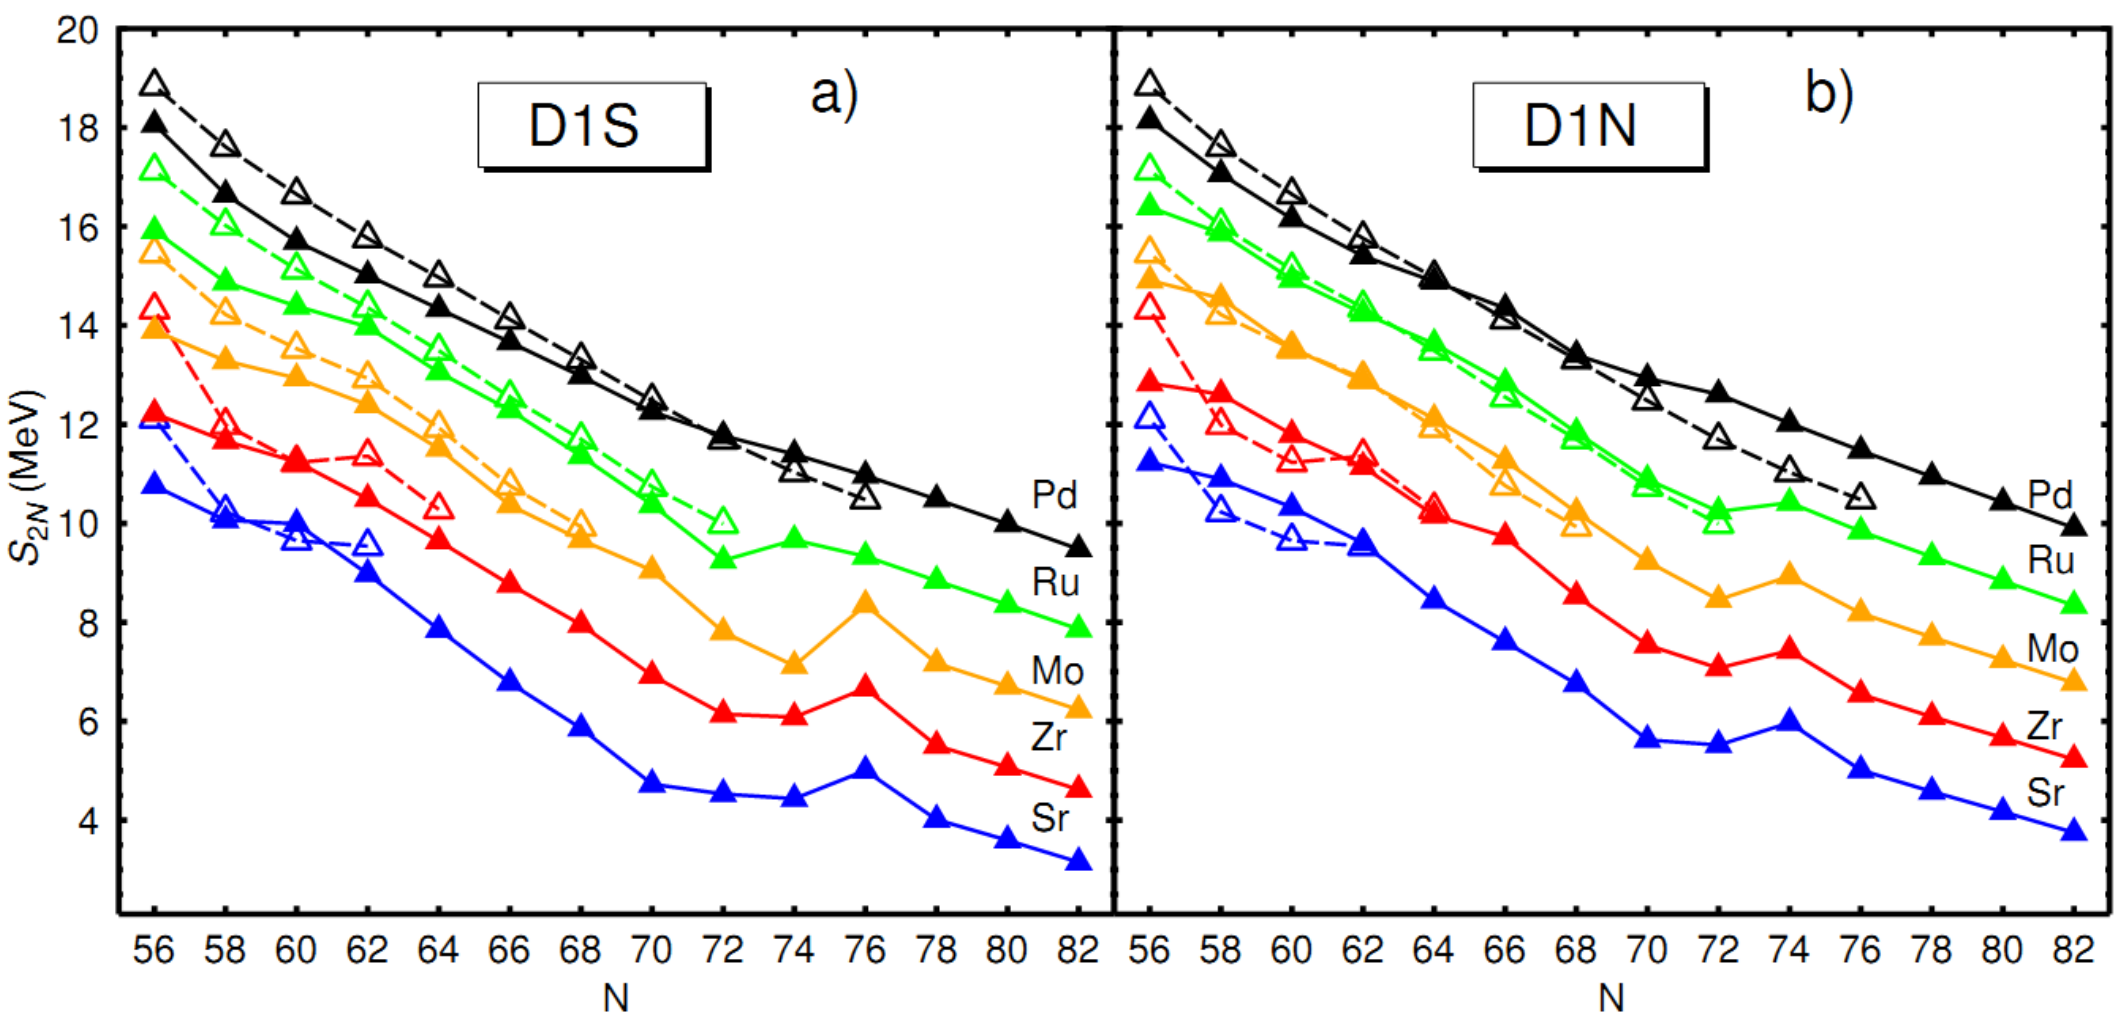 20
18
16
14
12
10
8
6
4
S2N (MeV)
D1S
a)
Pd
Ru
Mo
Zr
Sr
56 58 60 62 64 66 68 70 72 74 76 78 80 82
N
D1N
b)
Pd
Ru
Mo
Zr
Sr
56 58 60 62 64 66 68 70 72 74 76 78 80 82
N